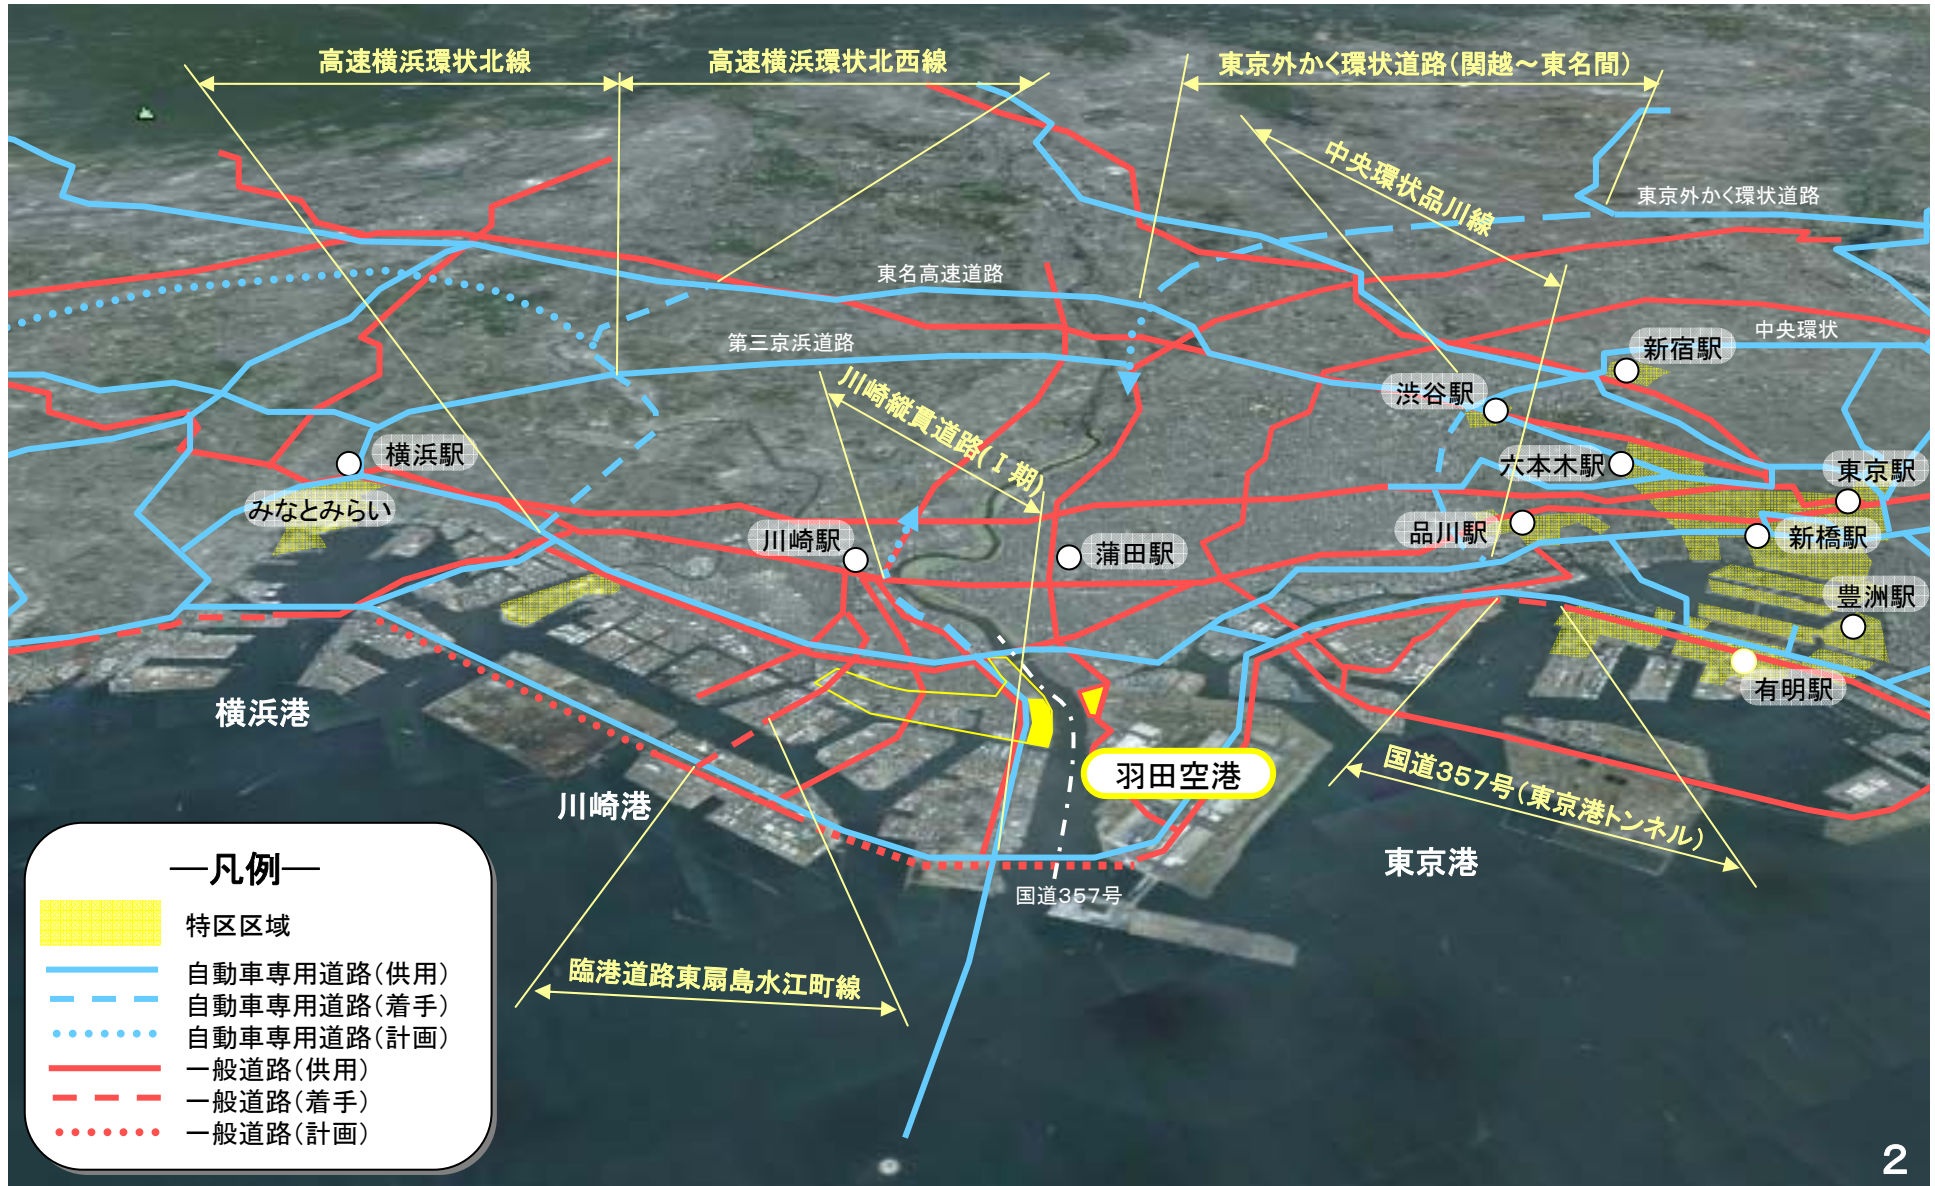 高速横浜環状北線
高速横浜環状北西線
東京外かく環状道路(関越～東名間)
中央環状品川線
東京外かく環状道路
東名高速道路
中央環状
第三京浜道路
新宿駅
川崎縦貫道路(Ⅰ期)
渋谷駅
横浜駅
六本木駅
東京駅
みなとみらい
品川駅
川崎駅
蒲田駅
新橋駅
豊洲駅
有明駅
横浜港
羽田空港
国道357号(東京港トンネル)
川崎港
東京港
国道357号
臨港道路東扇島水江町線
―凡例―
特区区域
自動車専用道路(供用)
自動車専用道路(着手)
自動車専用道路(計画)
一般道路(供用)
一般道路(着手)
一般道路(計画)
2